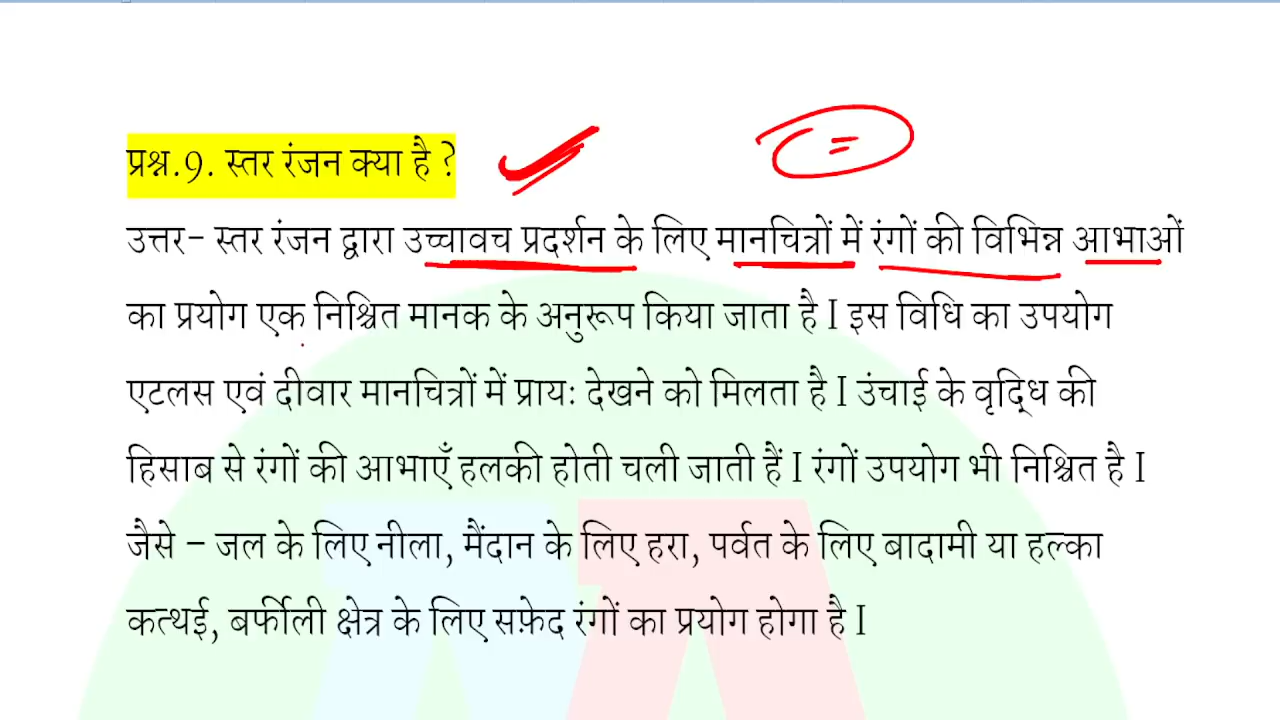 प्रश्न.9. स्तर रंजन क्या है ?
उत्तर- स्तर रंजन द्वारा उच्चावच प्रदर्शन के लिए मानचित्रों में रंगों की विभिन्न आभाओं
का प्रयोग एक निश्चित मानक के अनुरूप किया जाता है I इस विधि का उपयोग
एटलस एवं दीवार मानचित्रों में प्रायः देखने को मिलता है I उंचाई के वृद्धि की
हिसाब से रंगों की आभाएँ हलकी होती चली जाती हैं I रंगों उपयोग भी निश्चित है I
जैसे – जल के लिए नीला, मैंदान के लिए हरा, पर्वत के लिए बादामी या हल्का
कत्थई, बर्फीली क्षेत्र के लिए सफ़ेद रंगों का प्रयोग होगा है I